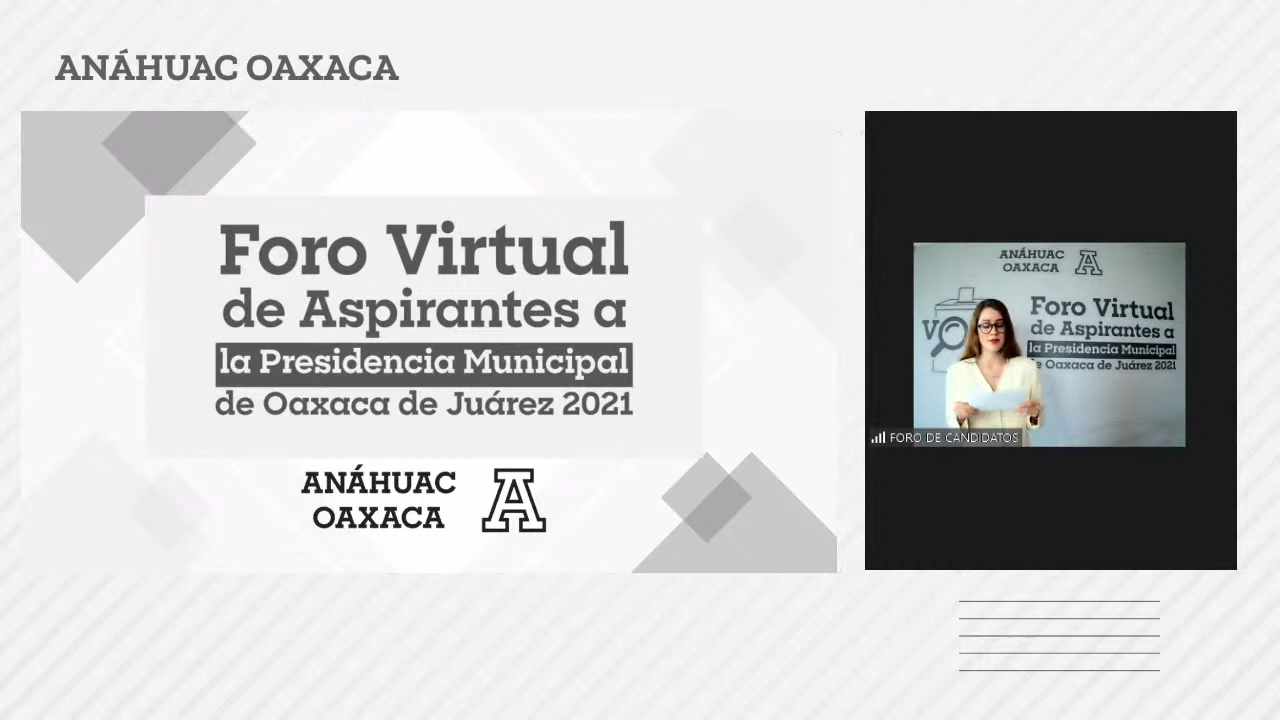 ANÁHUAC OAXACA
Foro Virtual
de Aspirantes a
la Presidencia Municipal
de Oaxaca de Juárez 2021
ANÁHUAC
OAXACA
A
ANÁHUAC
OAXACA
A
Foro Virtual
de Aspirantes a
la Presidencia Municipal
de Oaxaca de Juárez 2021
FORO DE CANDIDATOS